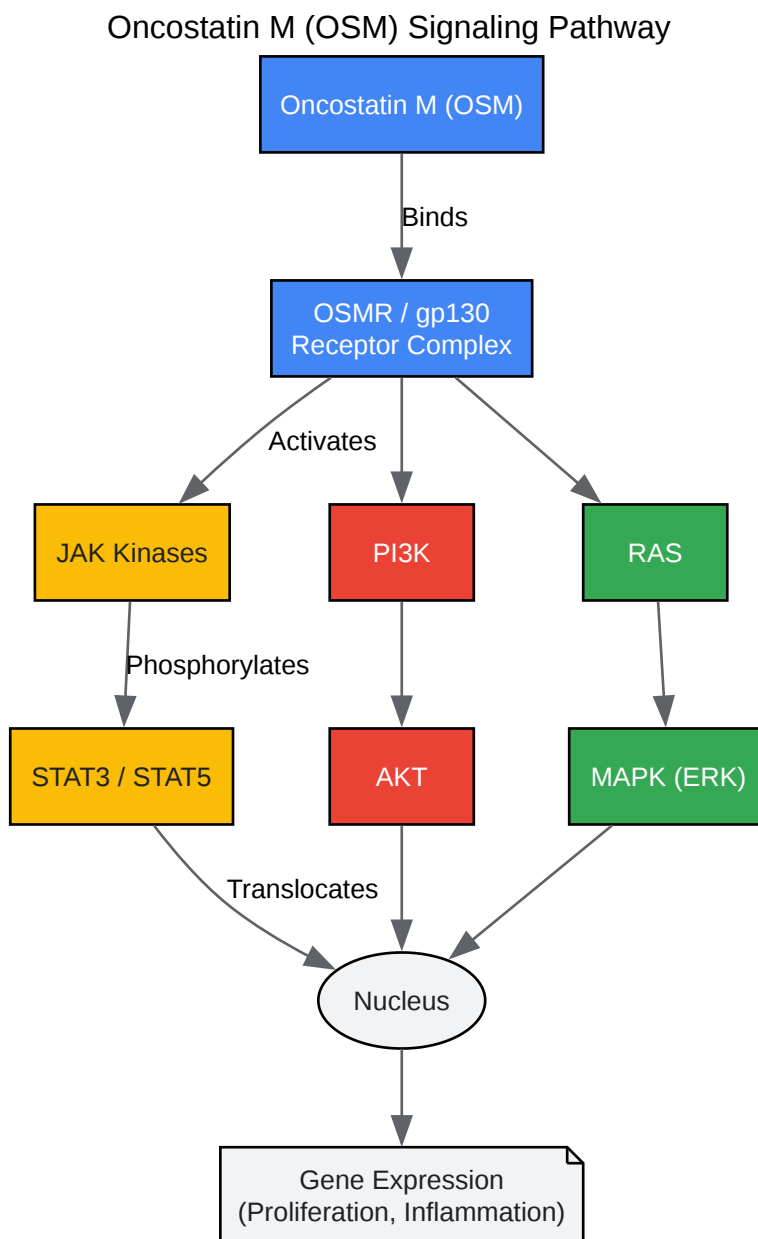 Oncostatin M (OSM) Signaling Pathway
Oncostatin M (OSM)
Binds
OSMR / gp130
Receptor Complex
Activates
JAK Kinases
PI3K
RAS
Phosphorylates
STAT3 / STAT5
AKT
MAPK (ERK)
Translocates
Nucleus
Gene Expression
(Proliferation, Inflammation)